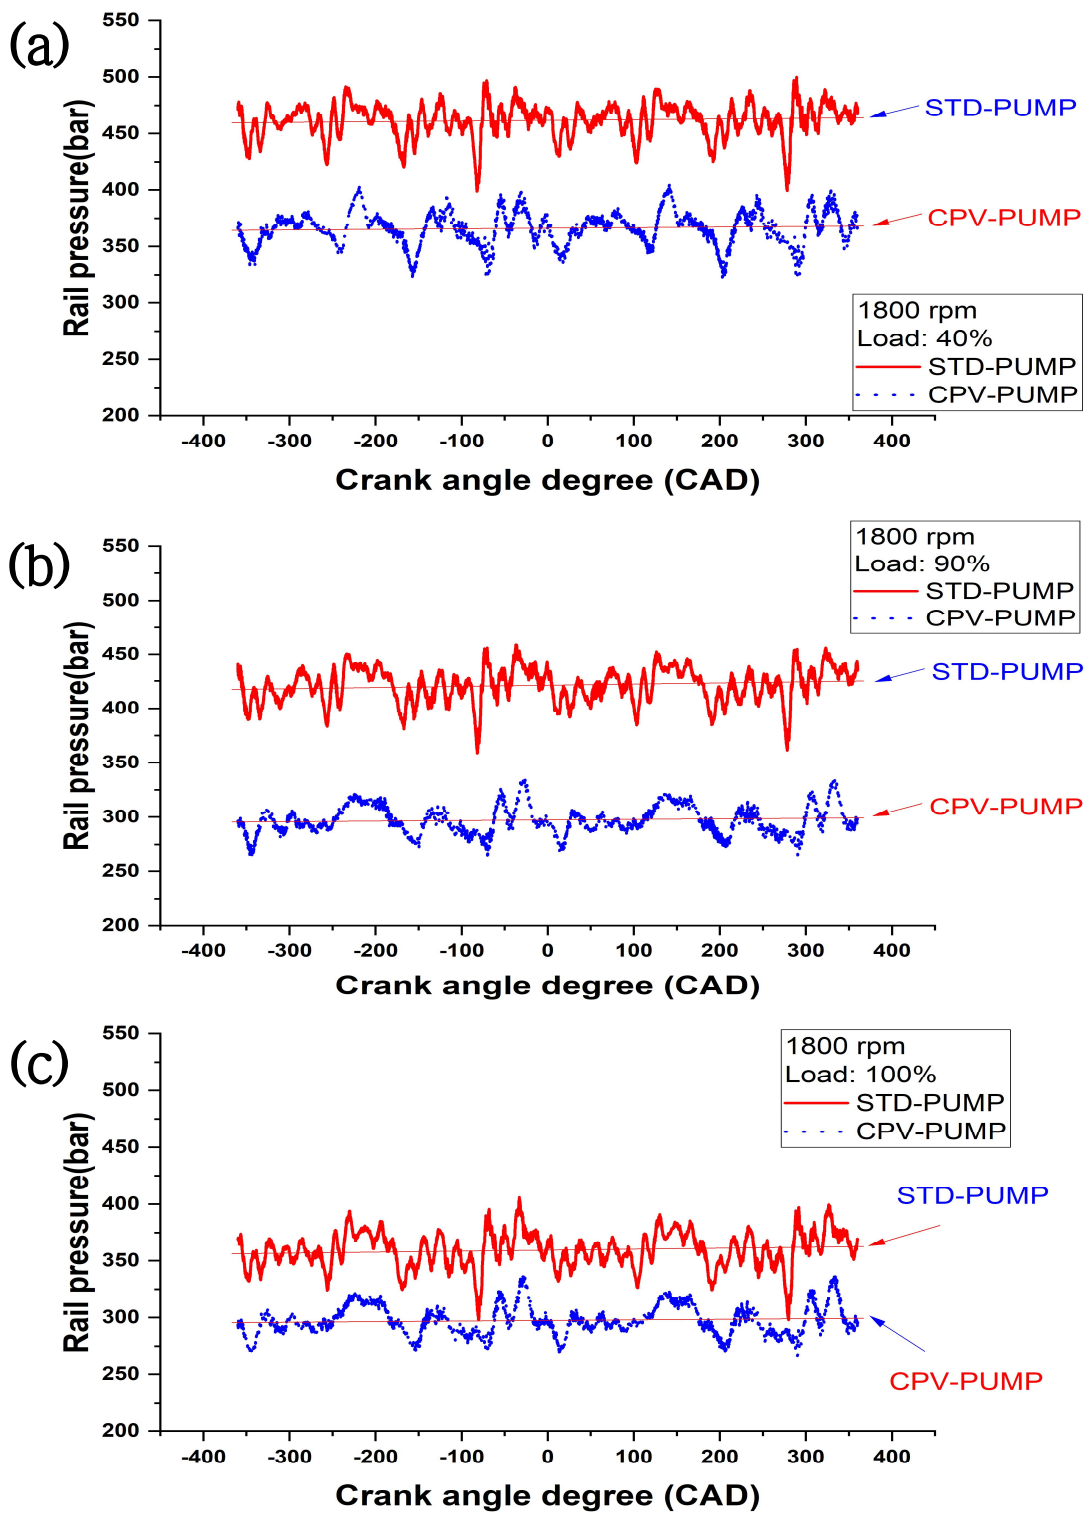 (a)
550
500
450
400
350
300
250
200
Rail pressure(bar)
-400 -300 -200 -100 0 100 200 300 400
Crank angle degree (CAD)
STD-PUMP
CPV-PUMP
1800 rpm
Load: 40%
STD-PUMP
CPV-PUMP
(b)
550
500
450
400
350
300
250
200
Rail pressure(bar)
-400 -300 -200 -100 0 100 200 300 400
Crank angle degree (CAD)
1800 rpm
Load: 90%
STD-PUMP
CPV-PUMP
STD-PUMP
CPV-PUMP
(c)
550
500
450
400
350
300
250
200
Rail pressure(bar)
-400 -300 -200 -100 0 100 200 300 400
Crank angle degree (CAD)
1800 rpm
Load: 100%
STD-PUMP
CPV-PUMP
STD-PUMP
CPV-PUMP